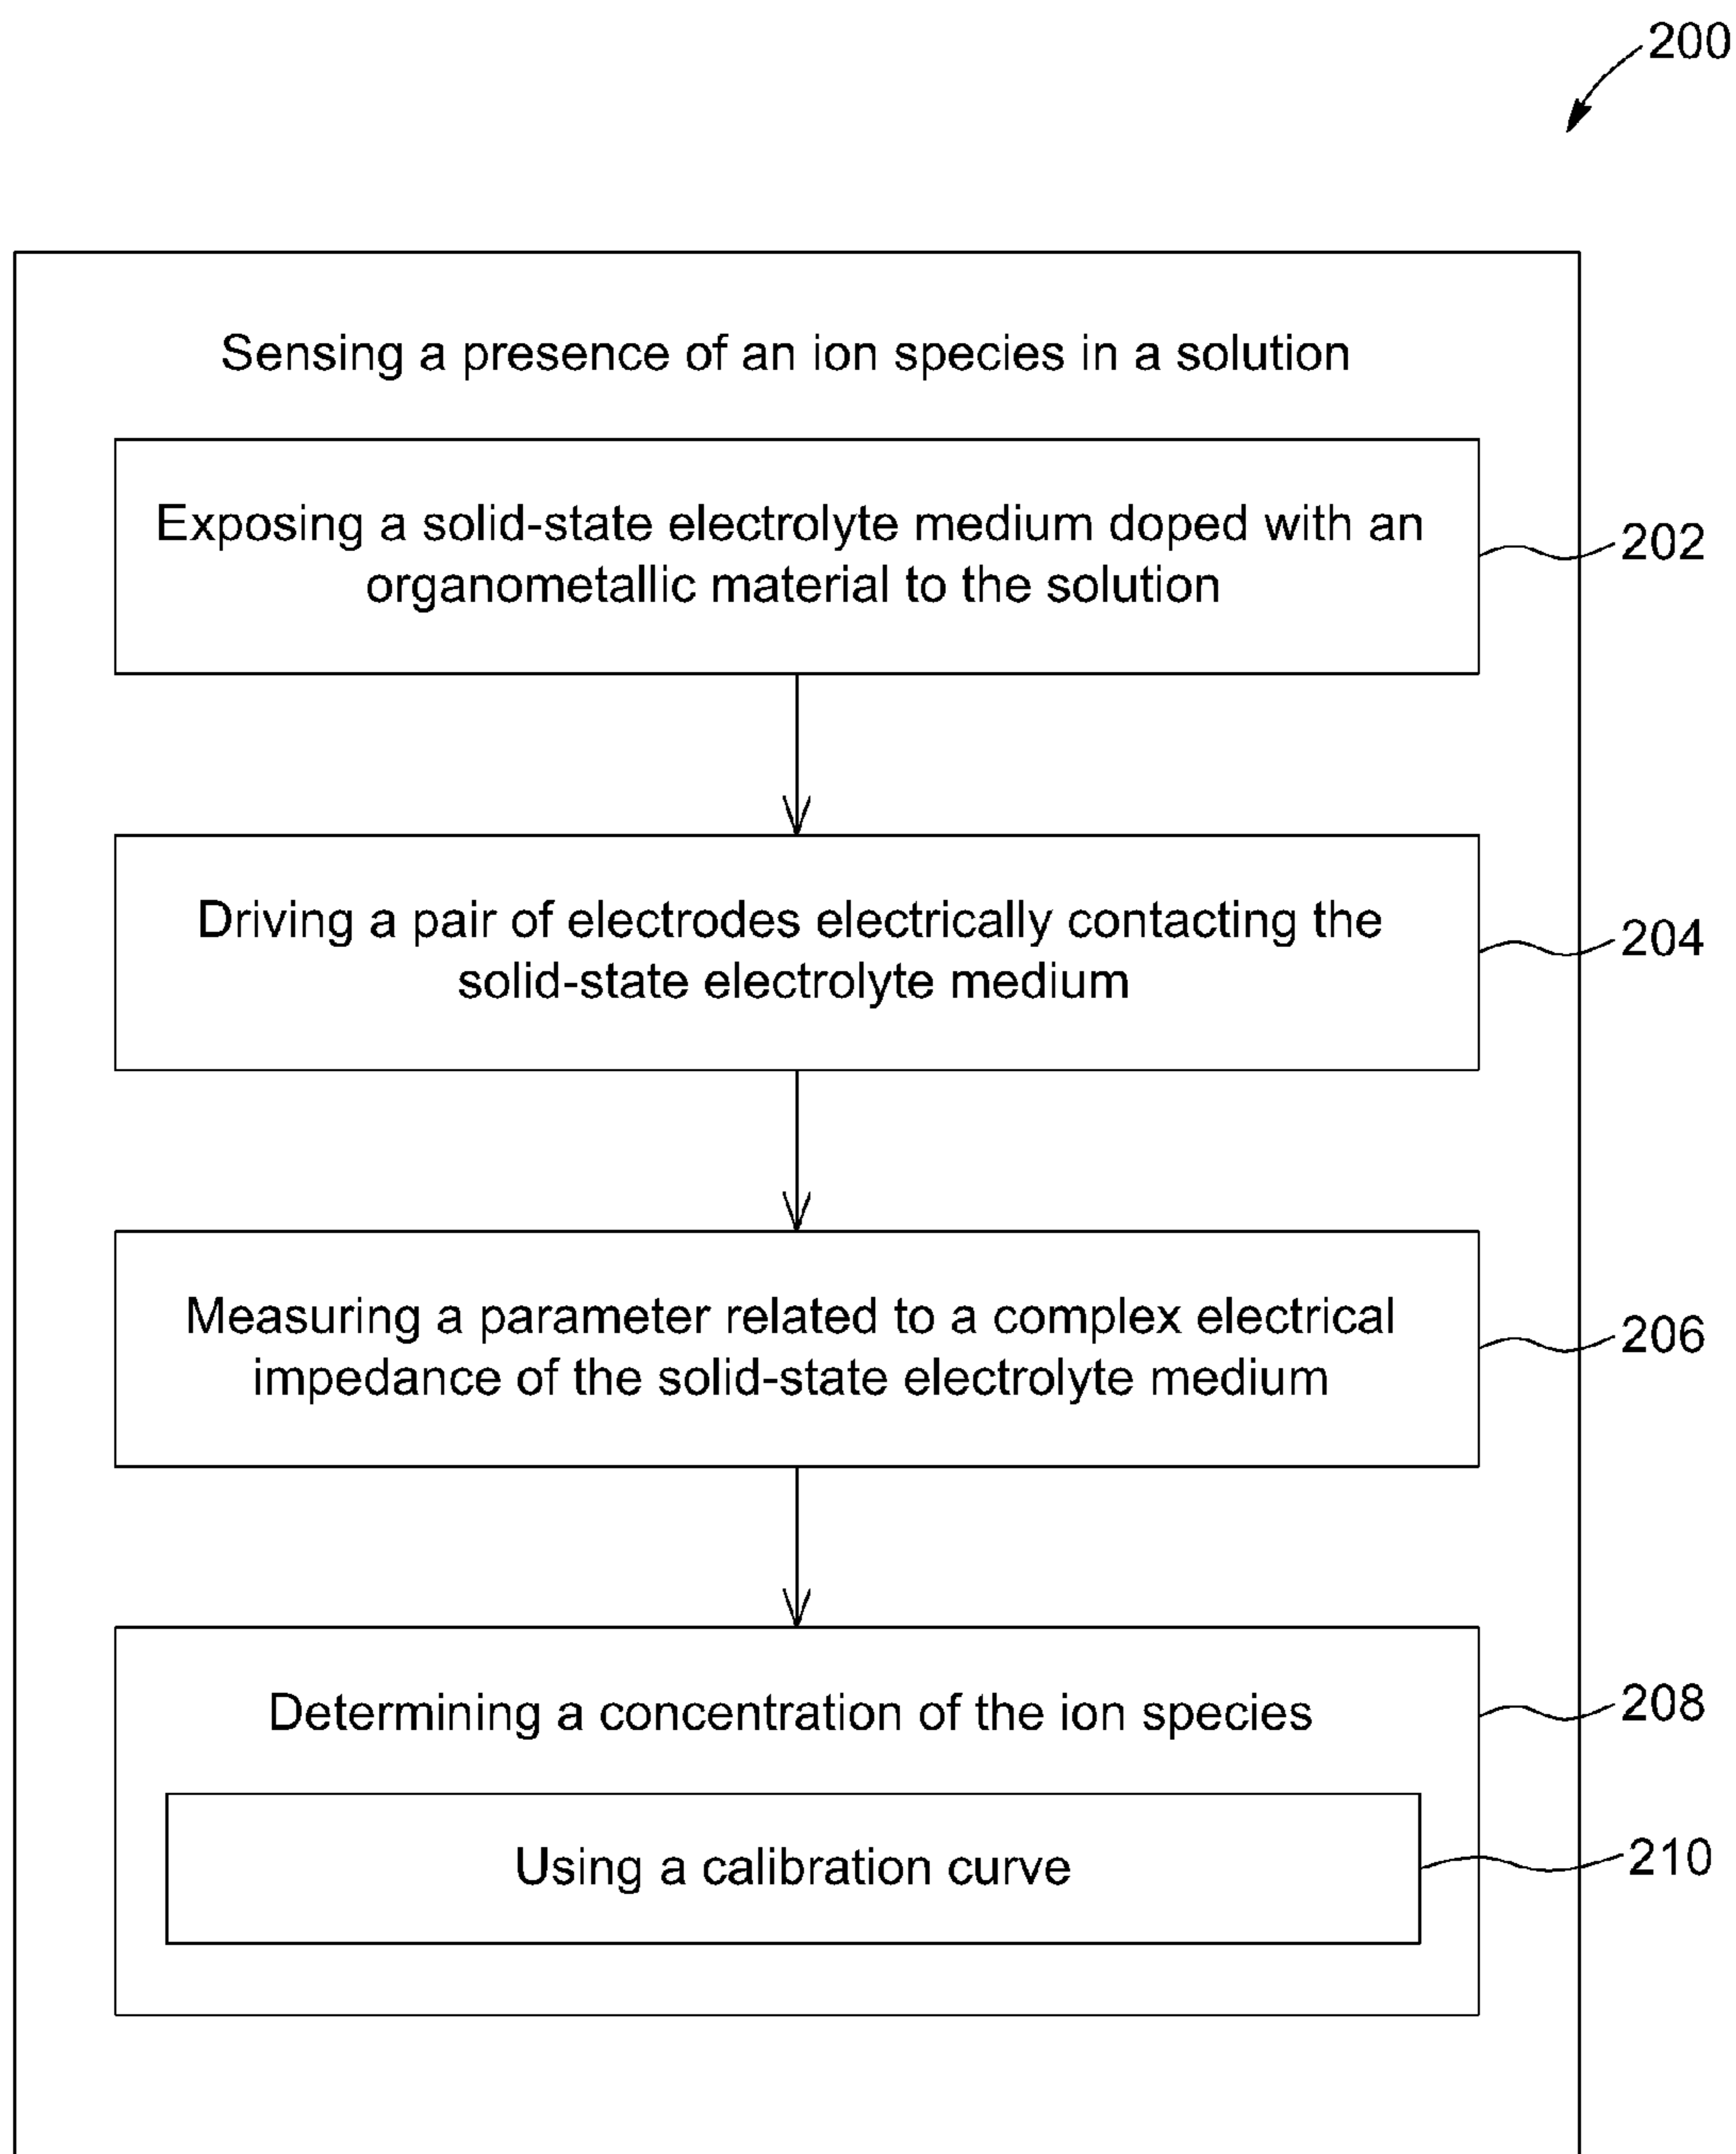 200
Sensing a presence of an ion species in a solution
Exposing a solid-state electrolyte medium doped with an
organometallic material to the solution
202
Driving a pair of electrodes electrically contacting the
solid-state electrolyte medium
204
Measuring a parameter related to a complex electrical
impedance of the solid-state electrolyte medium
206
Determining a concentration of the ion species
208
Using a calibration curve
210